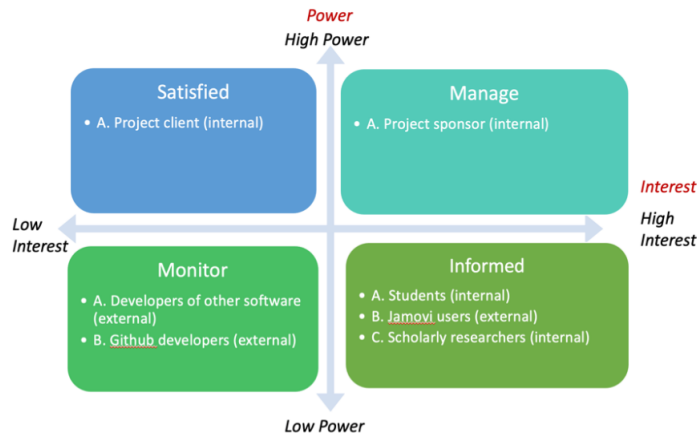 Power
High Power
Satisfied
• A. Project client (internal)
Manage
• A. Project sponsor (internal)
Interest
Low
Interest
High
Interest
Monitor
• A. Developers of other software
(external)
• B. Github developers (external)
Informed
• A. Students (internal)
• B. Jamovi users (external)
• C. Scholarly researchers (internal)
Low Power